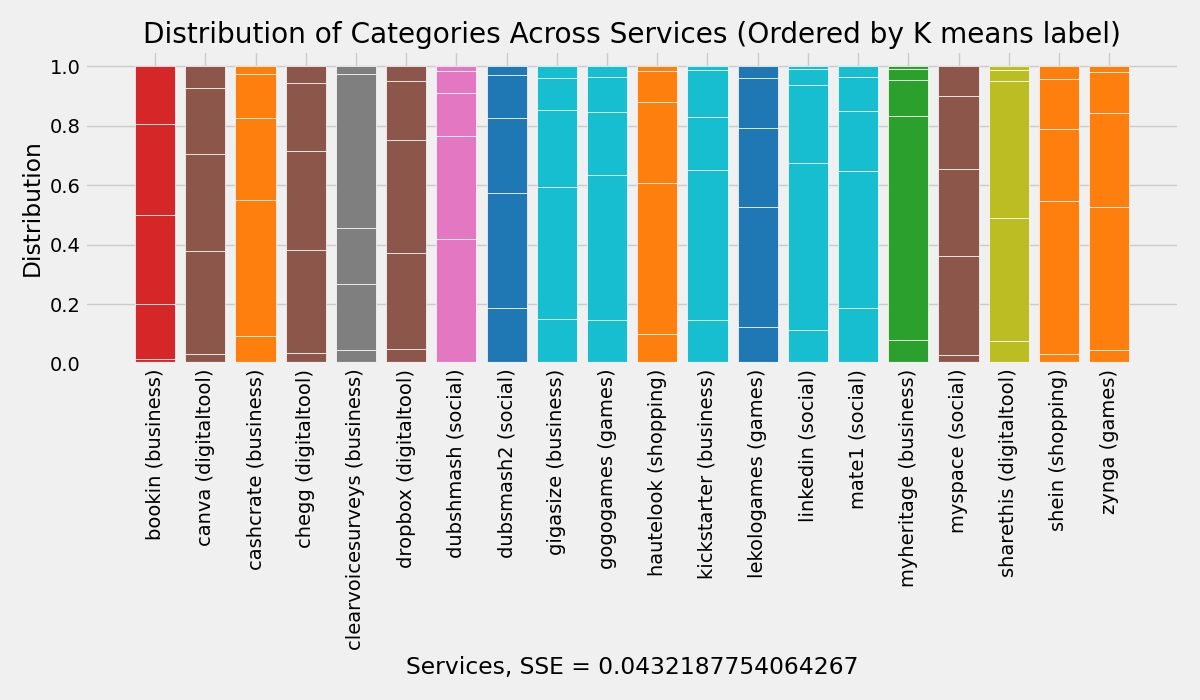 Distribution of Categories Across Services (Ordered by K means label)
Distribution
1.0
0.8
0.6
0.4
0.2
0.0
bookin (business)
canva (digitaltool)
cashcrate (business)
chegg (digitaltool)
clearvoicesurveys (business)
dropbox (digitaltool)
dubshmash (social)
dubsmash2 (social)
gigasize (business)
gogogames (games)
hautelook (shopping)
kickstarter (business)
lekologames (games)
linkedin (social)
mate1 (social)
myheritage (business)
myspace (social)
sharethis (digitaltool)
shein (shopping)
zynga (games)
Services, SSE = 0.0432187754064267